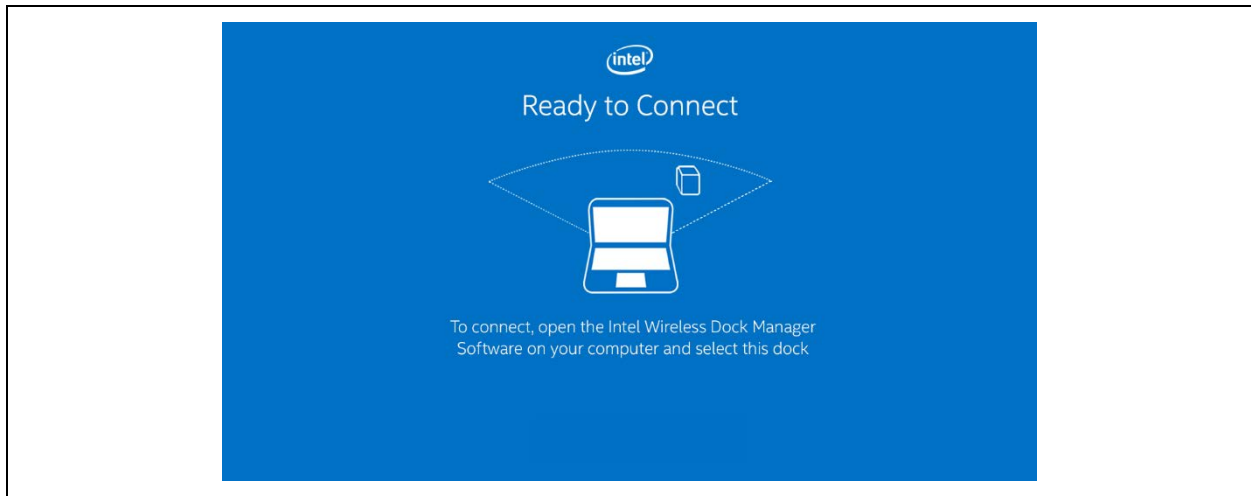 intel
Ready to Connect
To connect, open the Intel Wireless Dock Manager
Software on your computer and select this dock